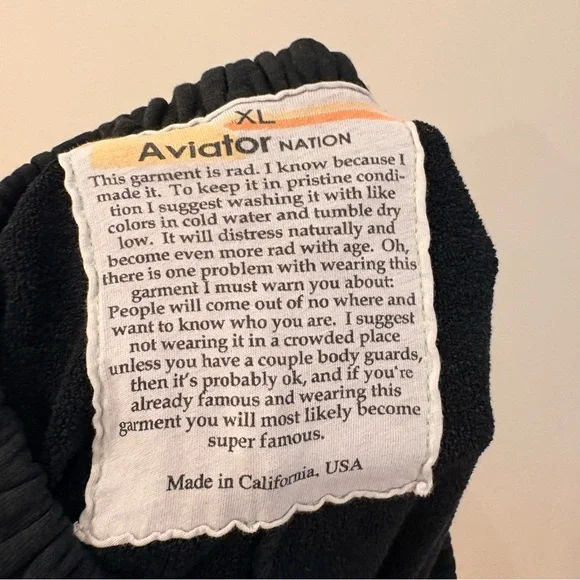 XL
Aviator NATION
This garment is rad. I know because I
made it. To keep it in pristine condi-
tion I suggest washing it with like
colors in cold water and tumble dry
low. It will distress naturally and
become even more rad with age. Oh,
there is one problem with wearing this
garment I must warn you about:
People will come out of no where and
want to know who you are. I suggest
not wearing it in a crowded place
unless you have a couple body guards,
then it's probably ok, and if you're
already famous and wearing this
garment you will most likely become
super famous.
Made in California. USA